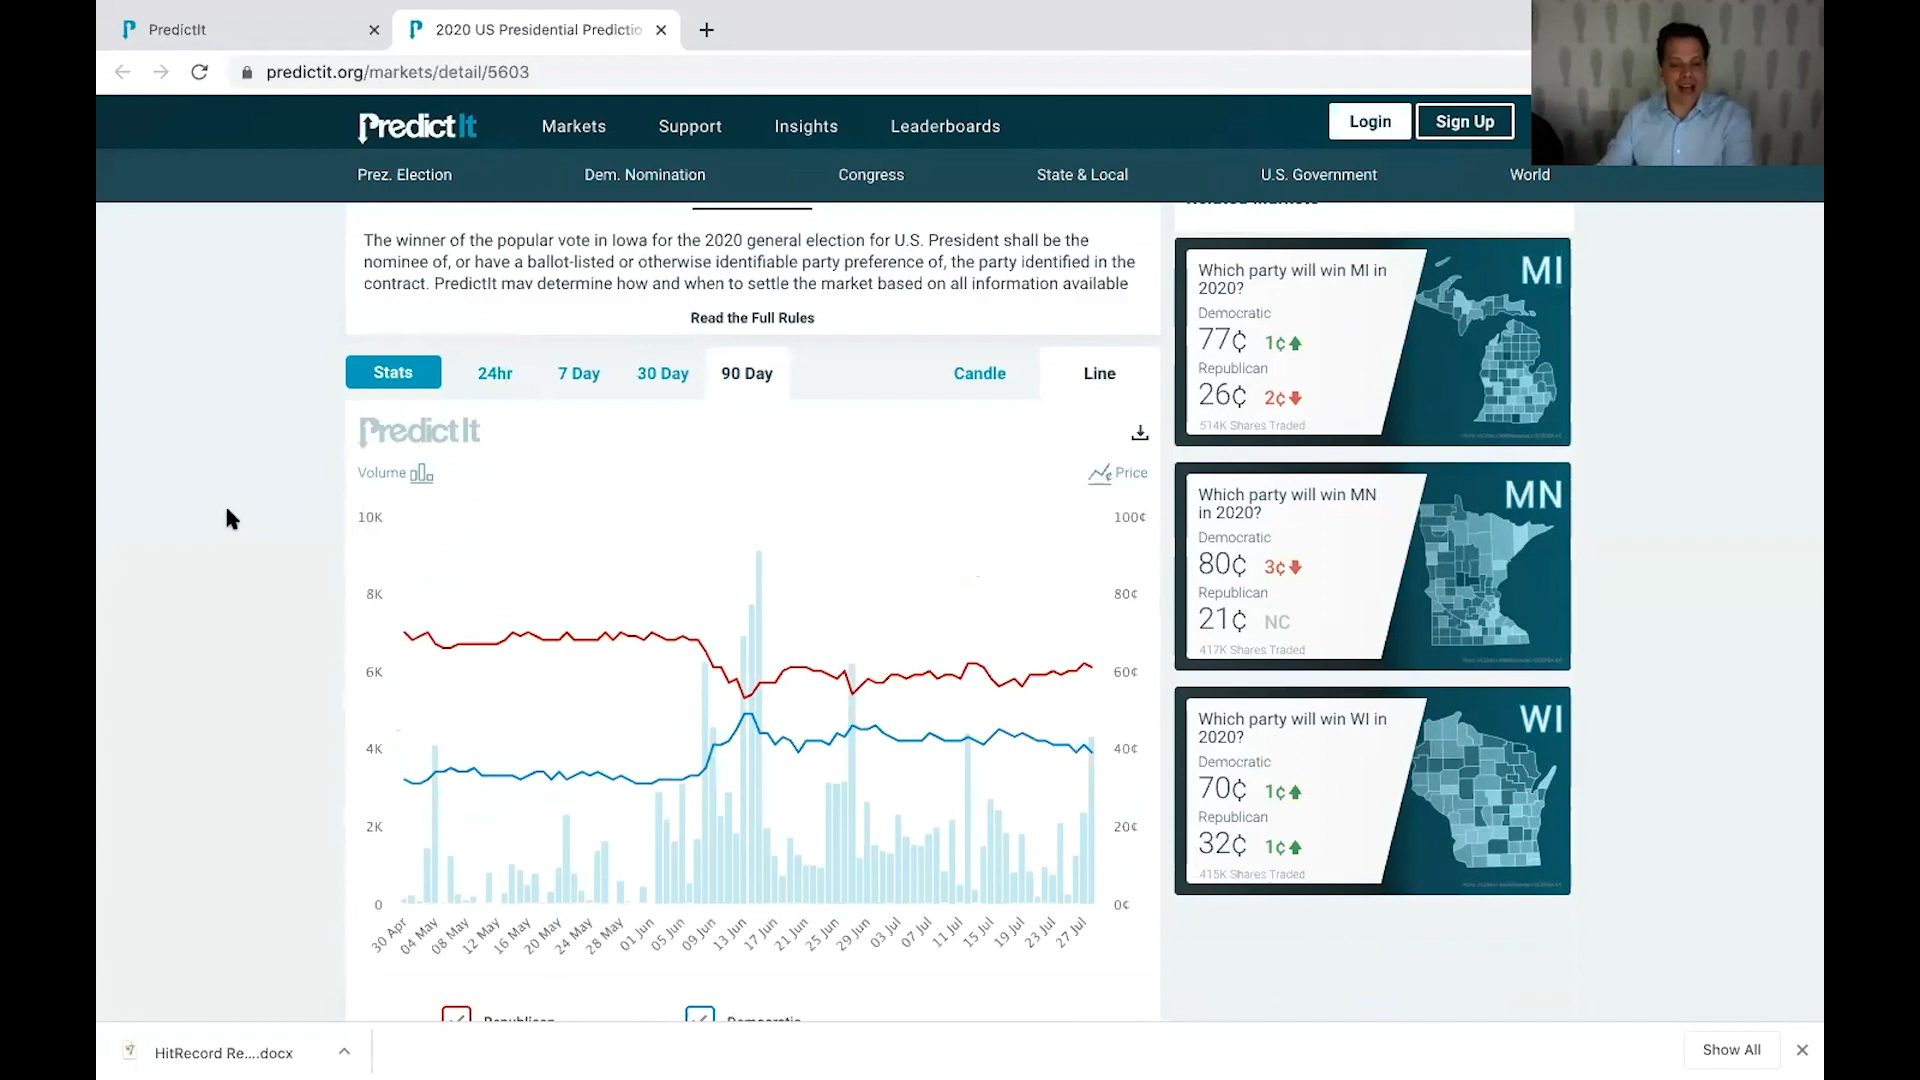 PredictIt
2020 US Presidential Predictio
predictit.org/markets/detail/5603
PredictIt
Markets
Support
Insights
Leaderboards
Login
Sign Up
Prez. Election
Dem. Nomination
Congress
State & Local
U.S. Government
World
The winner of the popular vote in Iowa for the 2020 general election for U.S. President shall be the
nominee of, or have a ballot-listed or otherwise identifiable party preference of, the party identified in the
contract. PredictIt may determine how and when to settle the market based on all information available
Read the Full Rules
Stats
24hr
7 Day
30 Day
90 Day
Candle
Line
PredictIt
Volume
Price
10K
8K
6K
4K
2K
0
100¢
80¢
60¢
40¢
20¢
0¢
30 Apr
04 May
08 May
12 May
16 May
20 May
24 May
28 May
01 Jun
05 Jun
09 Jun
13 Jun
17 Jun
21 Jun
25 Jun
29 Jun
03 Jul
07 Jul
11 Jul
15 Jul
19 Jul
23 Jul
27 Jul
Republican
Democratic
Related Markets
Which party will win MI in
2020?
MI
Democratic
77¢ 1¢
Republican
26¢ 2¢
514K Shares Traded
Which party will win MN
in 2020?
MN
Democratic
80¢ 3¢
Republican
21¢ NC
417K Shares Traded
Which party will win WI in
2020?
WI
Democratic
70¢ 1¢
Republican
32¢ 1¢
415K Shares Traded
HitRecord Re....docx
Show All